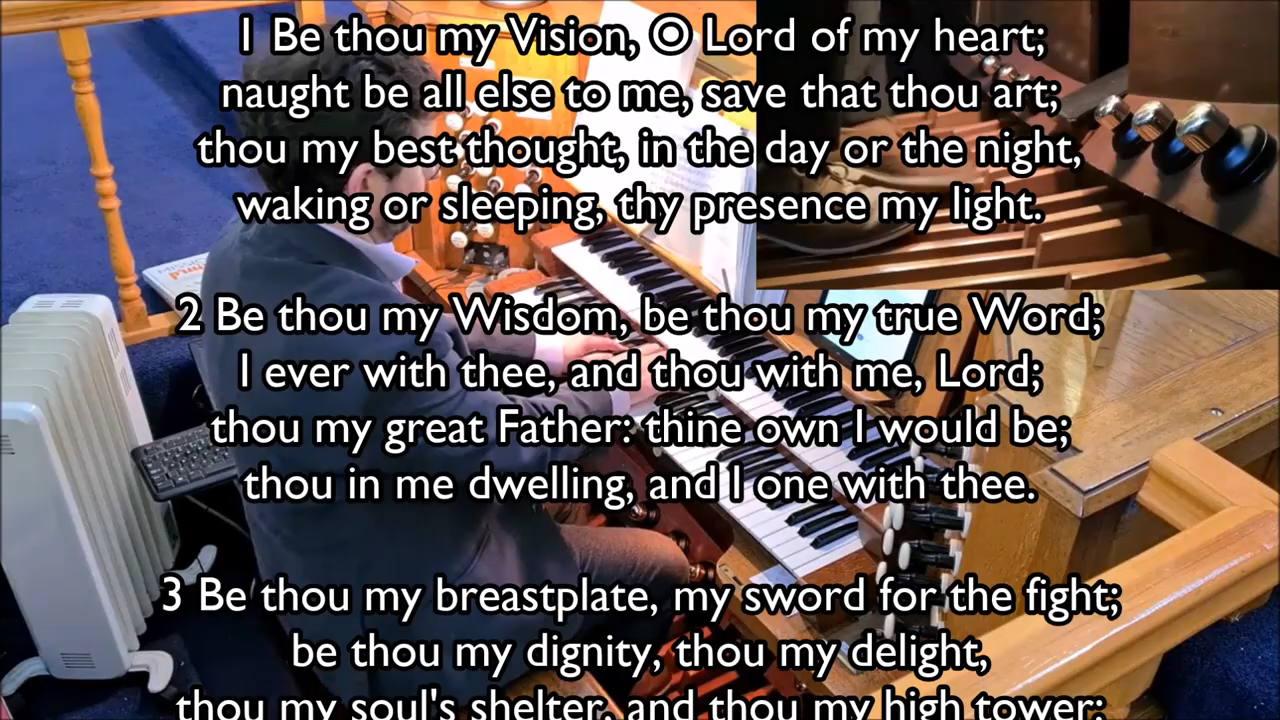 1 Be thou my Vision, O Lord of my heart;
naught be all else to me, save that thou art;
thou my best thought, in the day or the night,
waking or sleeping, thy presence my light.
2 Be thou my Wisdom, be thou my true Word;
I ever with thee, and thou with me, Lord;
thou my great Father: thine own I would be;
thou in me dwelling, and I one with thee.
3 Be thou my breastplate, my sword for the fight;
be thou my dignity, thou my delight,
thou my soul's shelter, and thou my high tower: